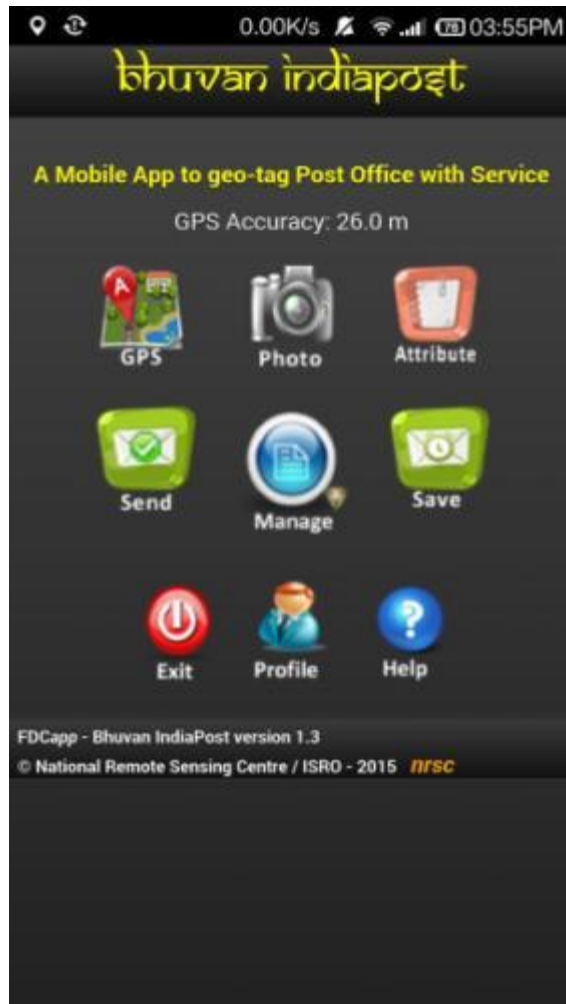 0.00K/s 76 03:55PM
bhuvan indiapost
A Mobile App to geo-tag Post Office with Service
GPS Accuracy: 26.0 m
A
GPS Photo Attribute
Send Manage Save
Exit Profile Help
?
FDCapp - Bhuvan IndiaPost version 1.3
© National Remote Sensing Centre / ISRO - 2015 nrsc